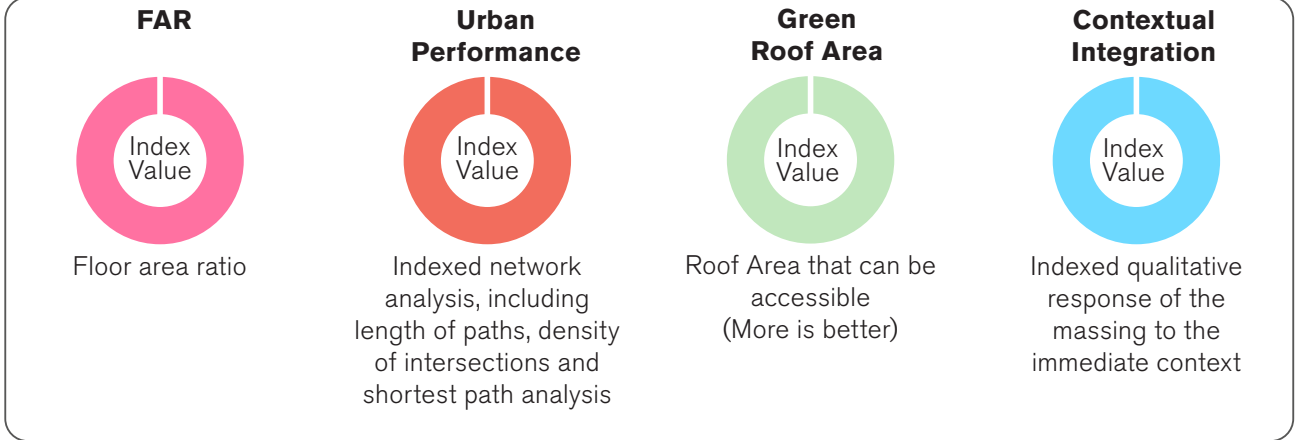 FAR
Index
Value
Floor area ratio
Urban
Performance
Index
Value
Indexed network
analysis, including
length of paths, density
of intersections and
shortest path analysis
Green
Roof Area
Index
Value
Roof Area that can be
accessible
(More is better)
Contextual
Integration
Index
Value
Indexed qualitative
response of the
massing to the
immediate context